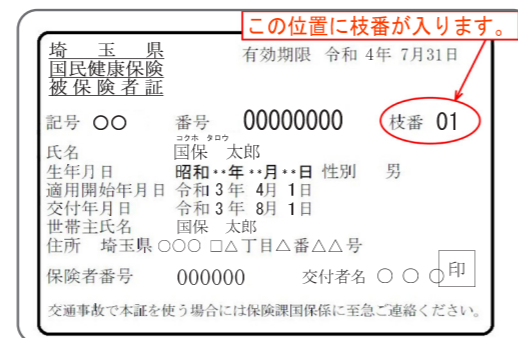 この位置に枝番が入ります。
埼玉県
国民健康保険
被保険者証
有効期限 令和 4年 7月31日
記号 〇〇 番号 00000000 枝番 01
コクホ タロウ
氏名 国保 太郎
生年月日 昭和・・年・・月・・日 性別 男
適用開始年月日 令和3年 4月 1日
交付年月日 令和3年 8月 1日
世帯主氏名 国保 太郎
住所 埼玉県〇〇〇 □△丁目△番△△号
保険者番号 000000 交付者名 〇 〇 〇 印
交通事故で本証を使う場合には保険課国保係に至急ご連絡ください。